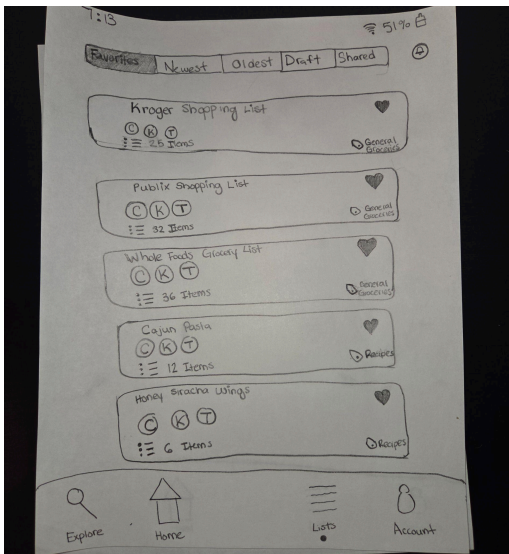 7:13
51%
Favorites Newest Oldest Draft Shared
Kroger Shopping List
C K T
25 Items
General
Groceries
Publix Shopping List
C K T
32 Items
General
Groceries
Whole Foods Grocery List
C K T
36 Items
General
Groceries
Cajun Pasta
C K T
12 Items
Recipes
Honey Siracha Wings
C K T
6 Items
Recipes
Explore Home Lists Account